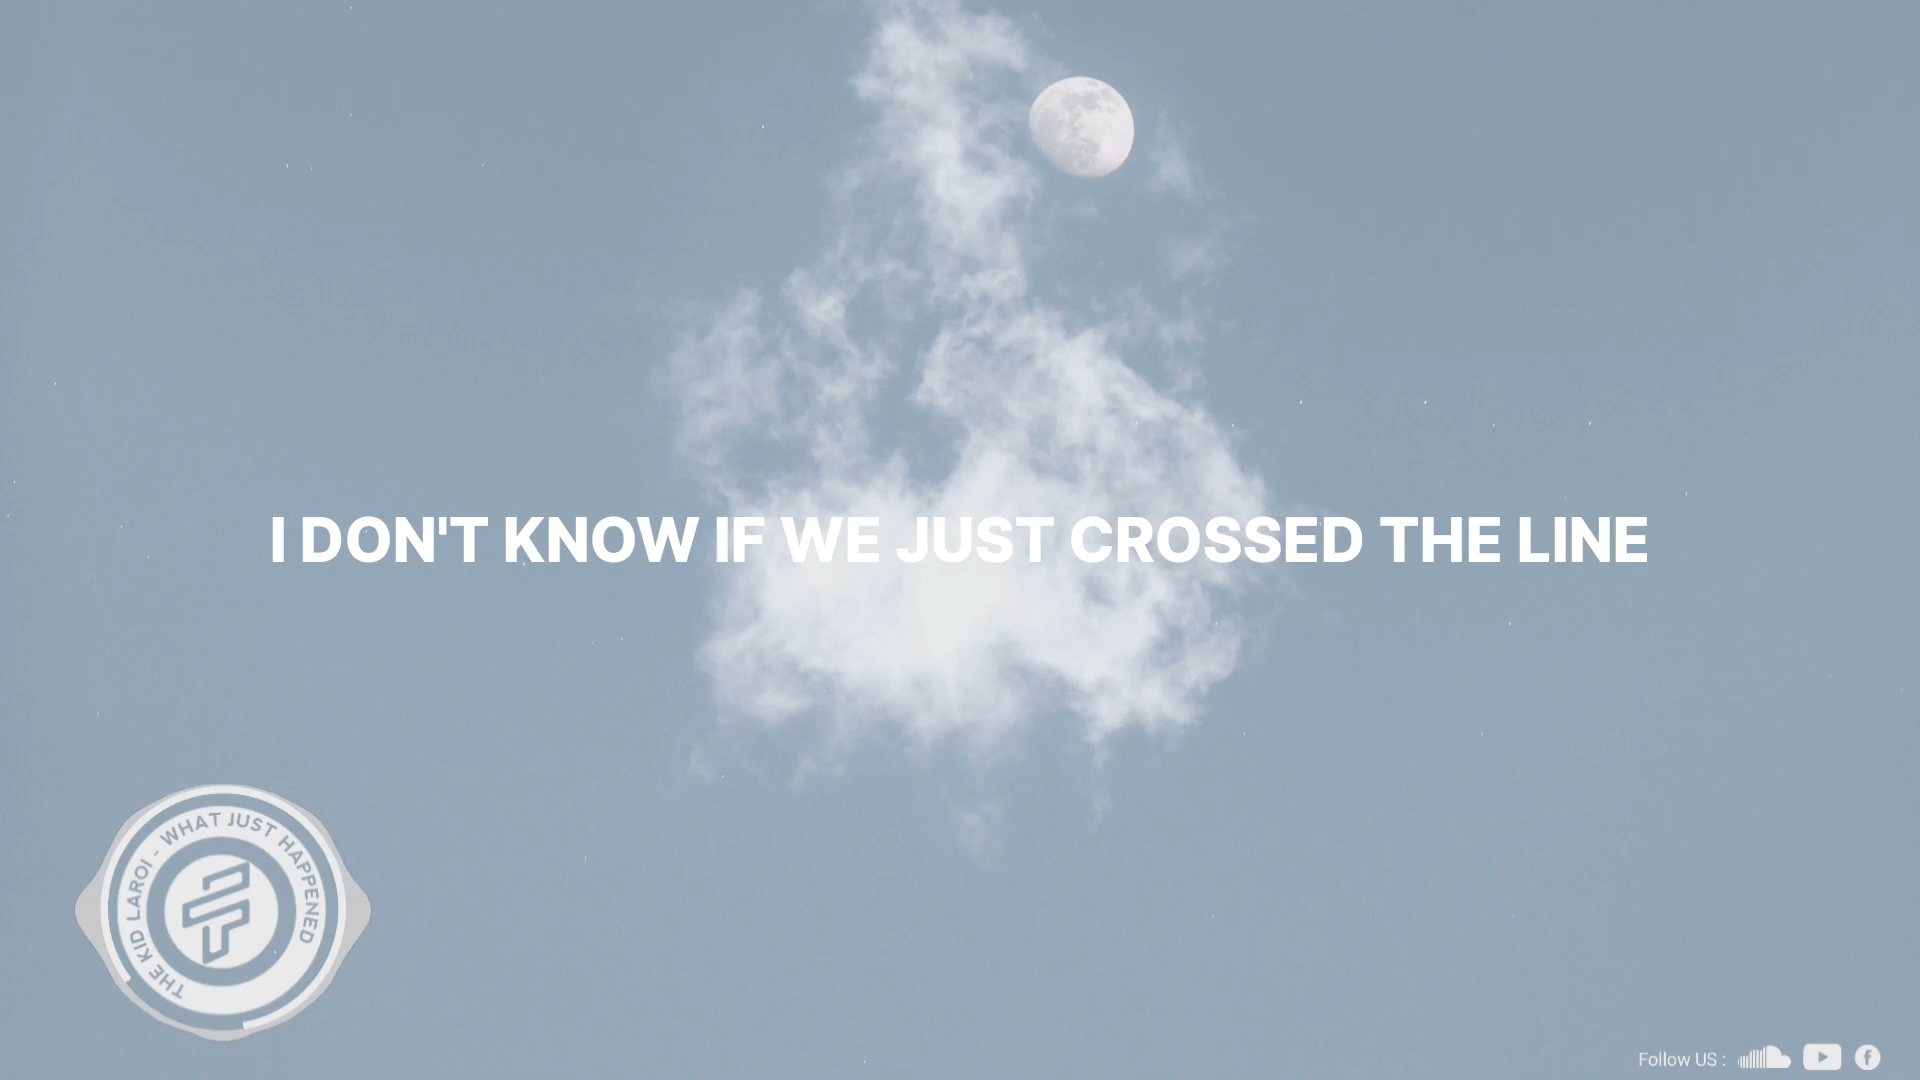 I DON'T KNOW IF WE JUST CROSSED THE LINE
THE KID LAROI - WHAT JUST HAPPENED
Follow US :